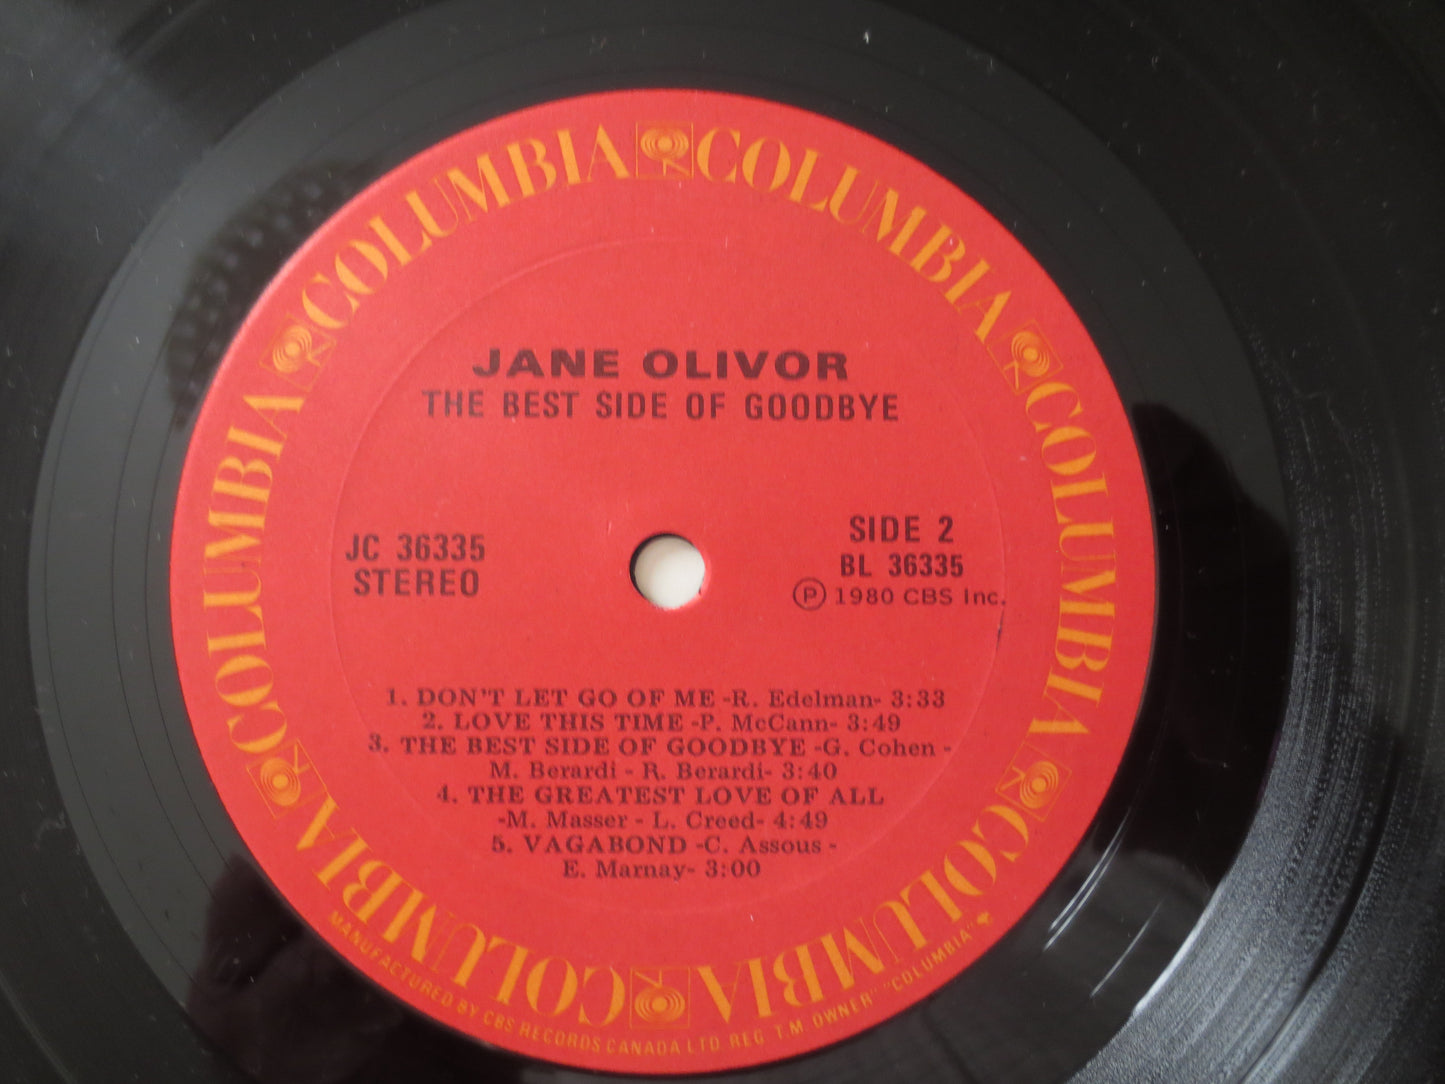 COLUMBIA COLUMBIA COLUMBIA COLUMBIA COLUMBIA COLUMBIA
JANE OLIVOR
THE BEST SIDE OF GOODBYE
JC 36335
STEREO
SIDE 2
BL 36335
Ⓟ 1980 CBS Inc.
1. DON'T LET GO OF ME -R. Edelman- 3:33
2. LOVE THIS TIME -P. McCann- 3:49
3. THE BEST SIDE OF GOODBYE -G. Cohen -
M. Berardi - R. Berardi- 3:40
4. THE GREATEST LOVE OF ALL
-M. Masser - L. Creed- 4:49
5. VAGABOND -C. Assous -
E. Marnay- 3:00
MANUFACTURED BY CBS RECORDS CANADA LTD. REG. T.M. OWNER" "COLUMBIA"